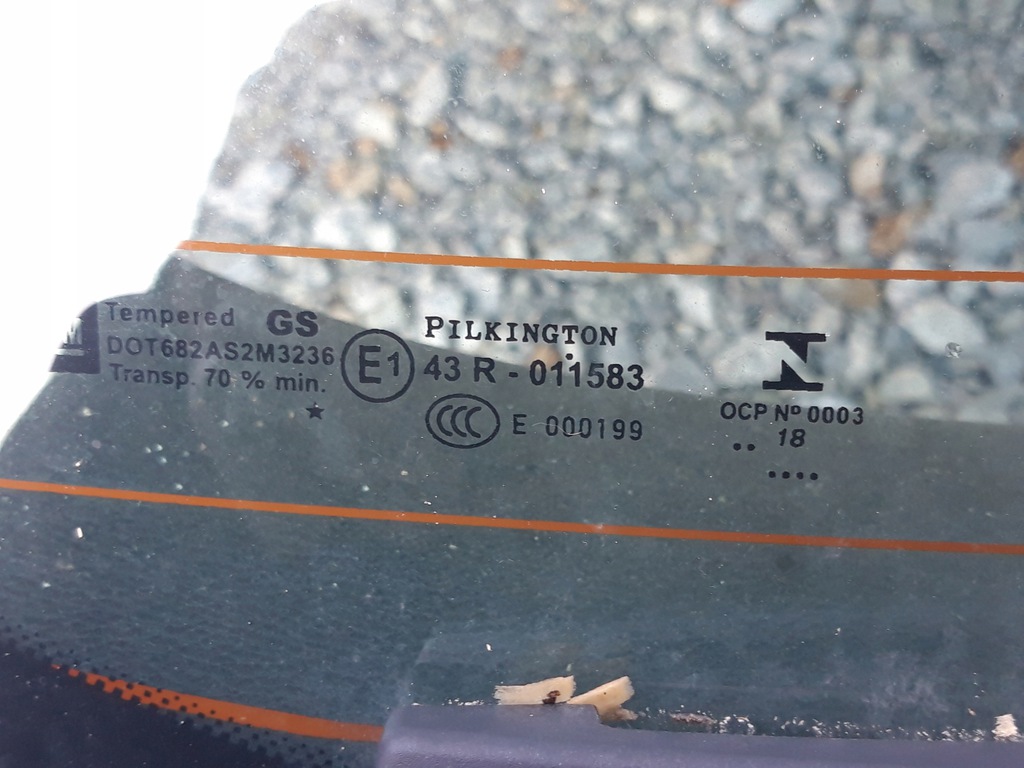 Tempered GS
DOT682AS2M3236
Transp. 70 % min.
E1
PILKINGTON
43 R - 011583
CCC E 000199
OCP Nº 0003
18